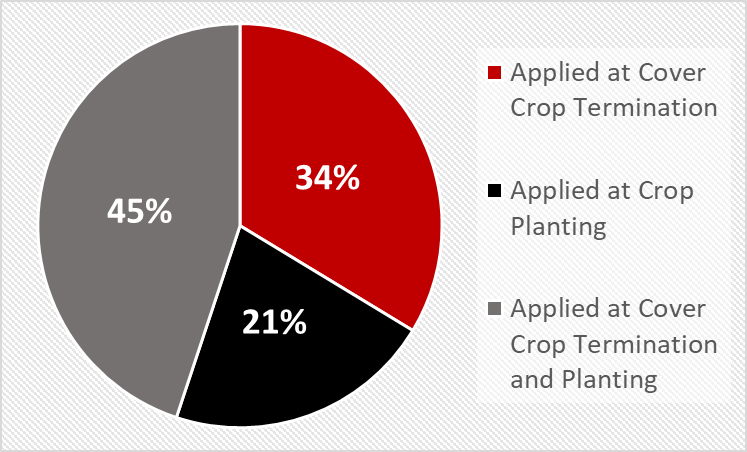 34%
21%
45%
Applied at Cover
Crop Termination
Applied at Crop
Planting
Applied at Cover
Crop Termination
and Planting